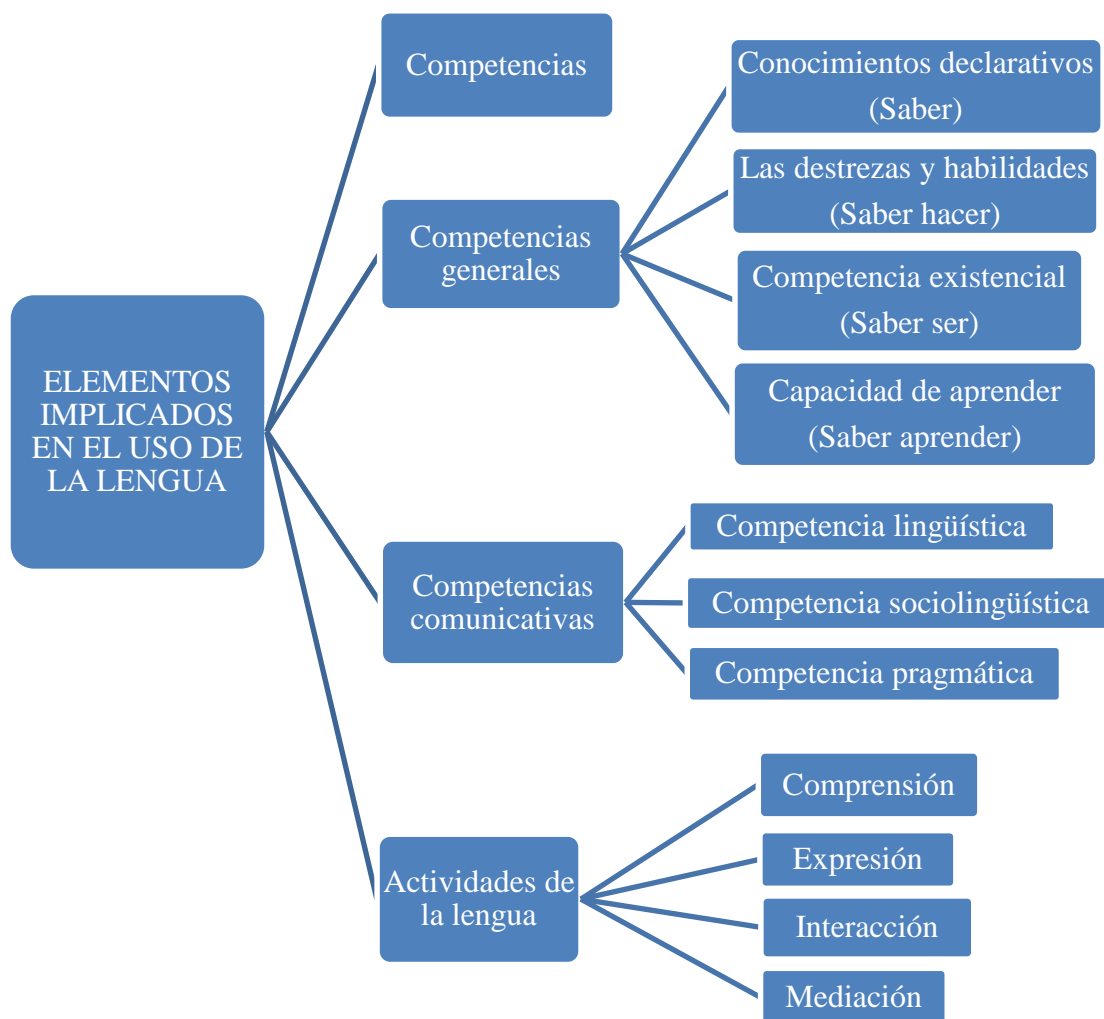 ELEMENTOS
IMPLICADOS
EN EL USO DE
LA LENGUA
Competencias
Competencias
generales
Conocimientos declarativos
(Saber)
Las destrezas y habilidades
(Saber hacer)
Competencia existencial
(Saber ser)
Capacidad de aprender
(Saber aprender)
Competencias
comunicativas
Competencia lingüística
Competencia sociolingüística
Competencia pragmática
Actividades de
la lengua
Comprensión
Expresión
Interacción
Mediación